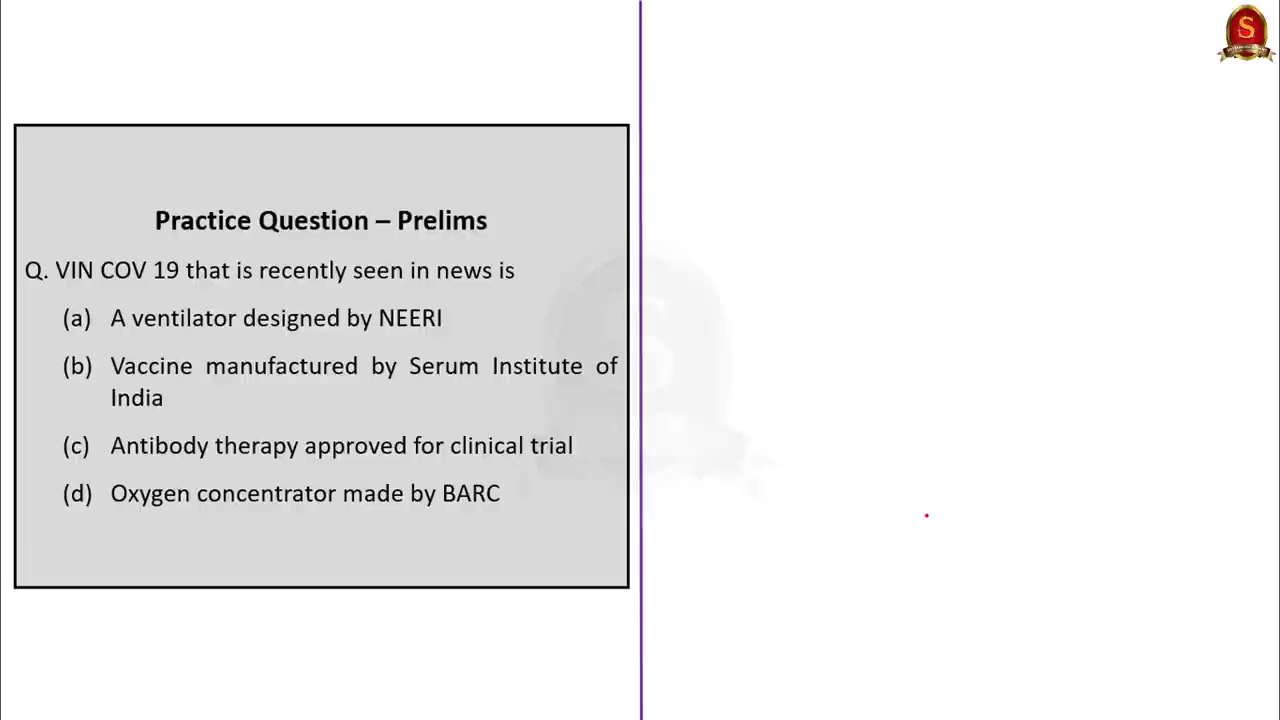 S
Practice Question – Prelims
Q. VIN COV 19 that is recently seen in news is
(a) A ventilator designed by NEERI
(b) Vaccine manufactured by Serum Institute of
India
(c) Antibody therapy approved for clinical trial
(d) Oxygen concentrator made by BARC